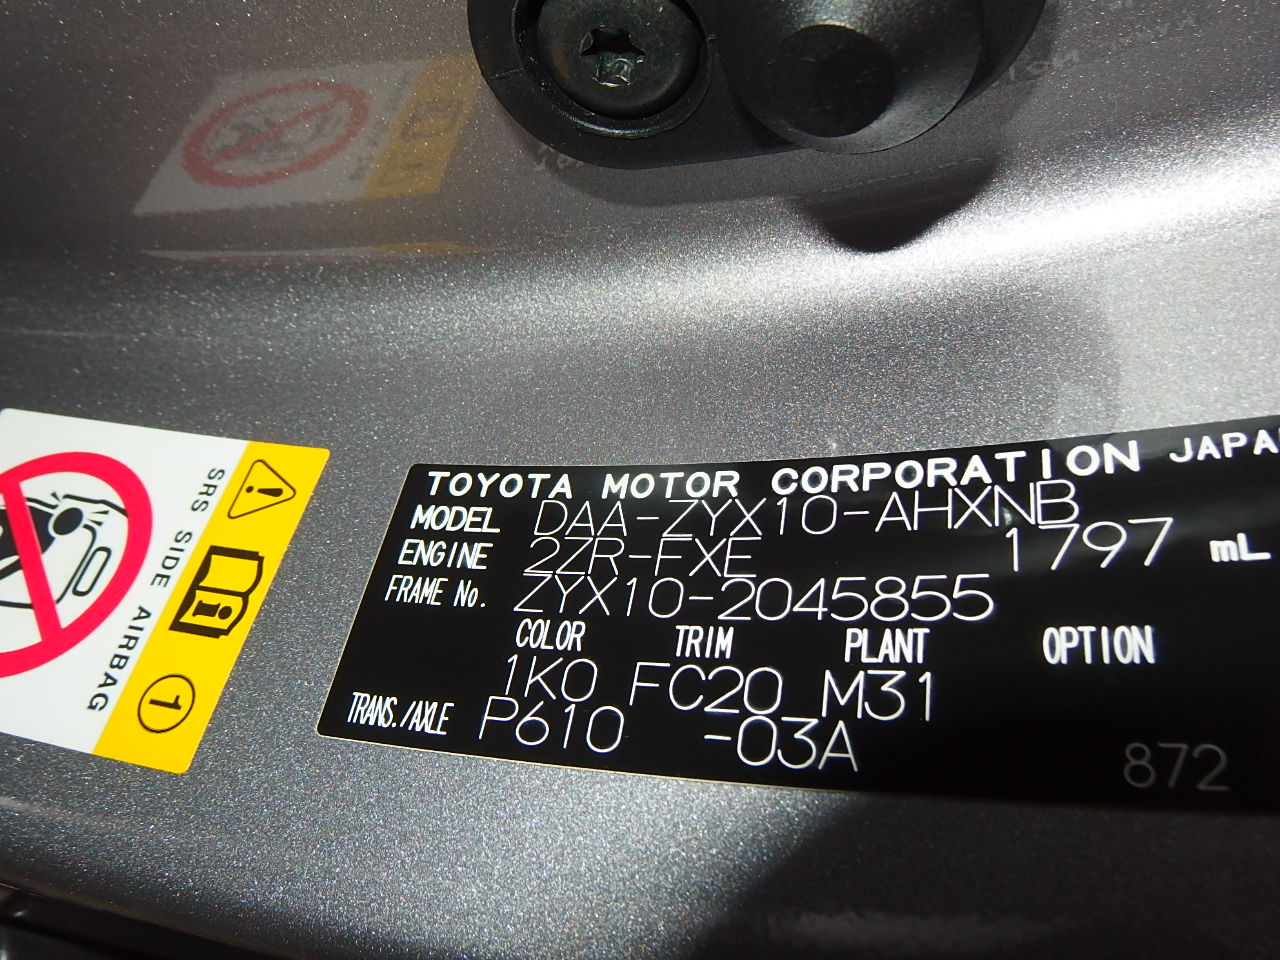 TOYOTA MOTOR CORPORATION JAPAN
MODEL DAA-ZYX10-AHXNB
ENGINE 2ZR-FXE 1797 mL
FRAME No. ZYX10-2045855
COLOR TRIM PLANT OPTION
1K0 FC20 M31
TRANS./AXLE P610 -03A
872
SRS SIDE AIRBAG
1